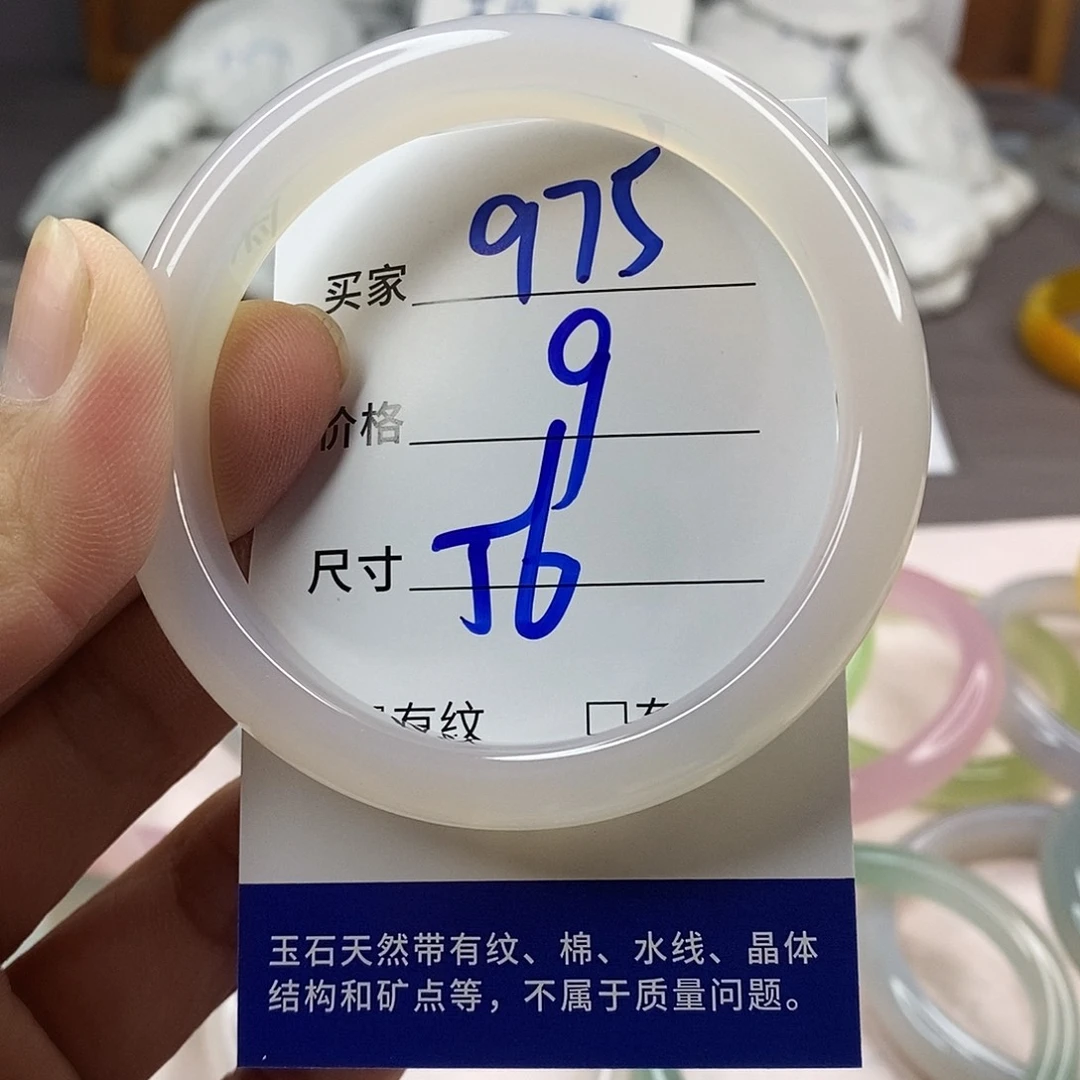 买家 975
价格 9
尺寸 56
有纹
玉石天然带有纹、棉、水线、晶体
结构和矿点等，不属于质量问题。